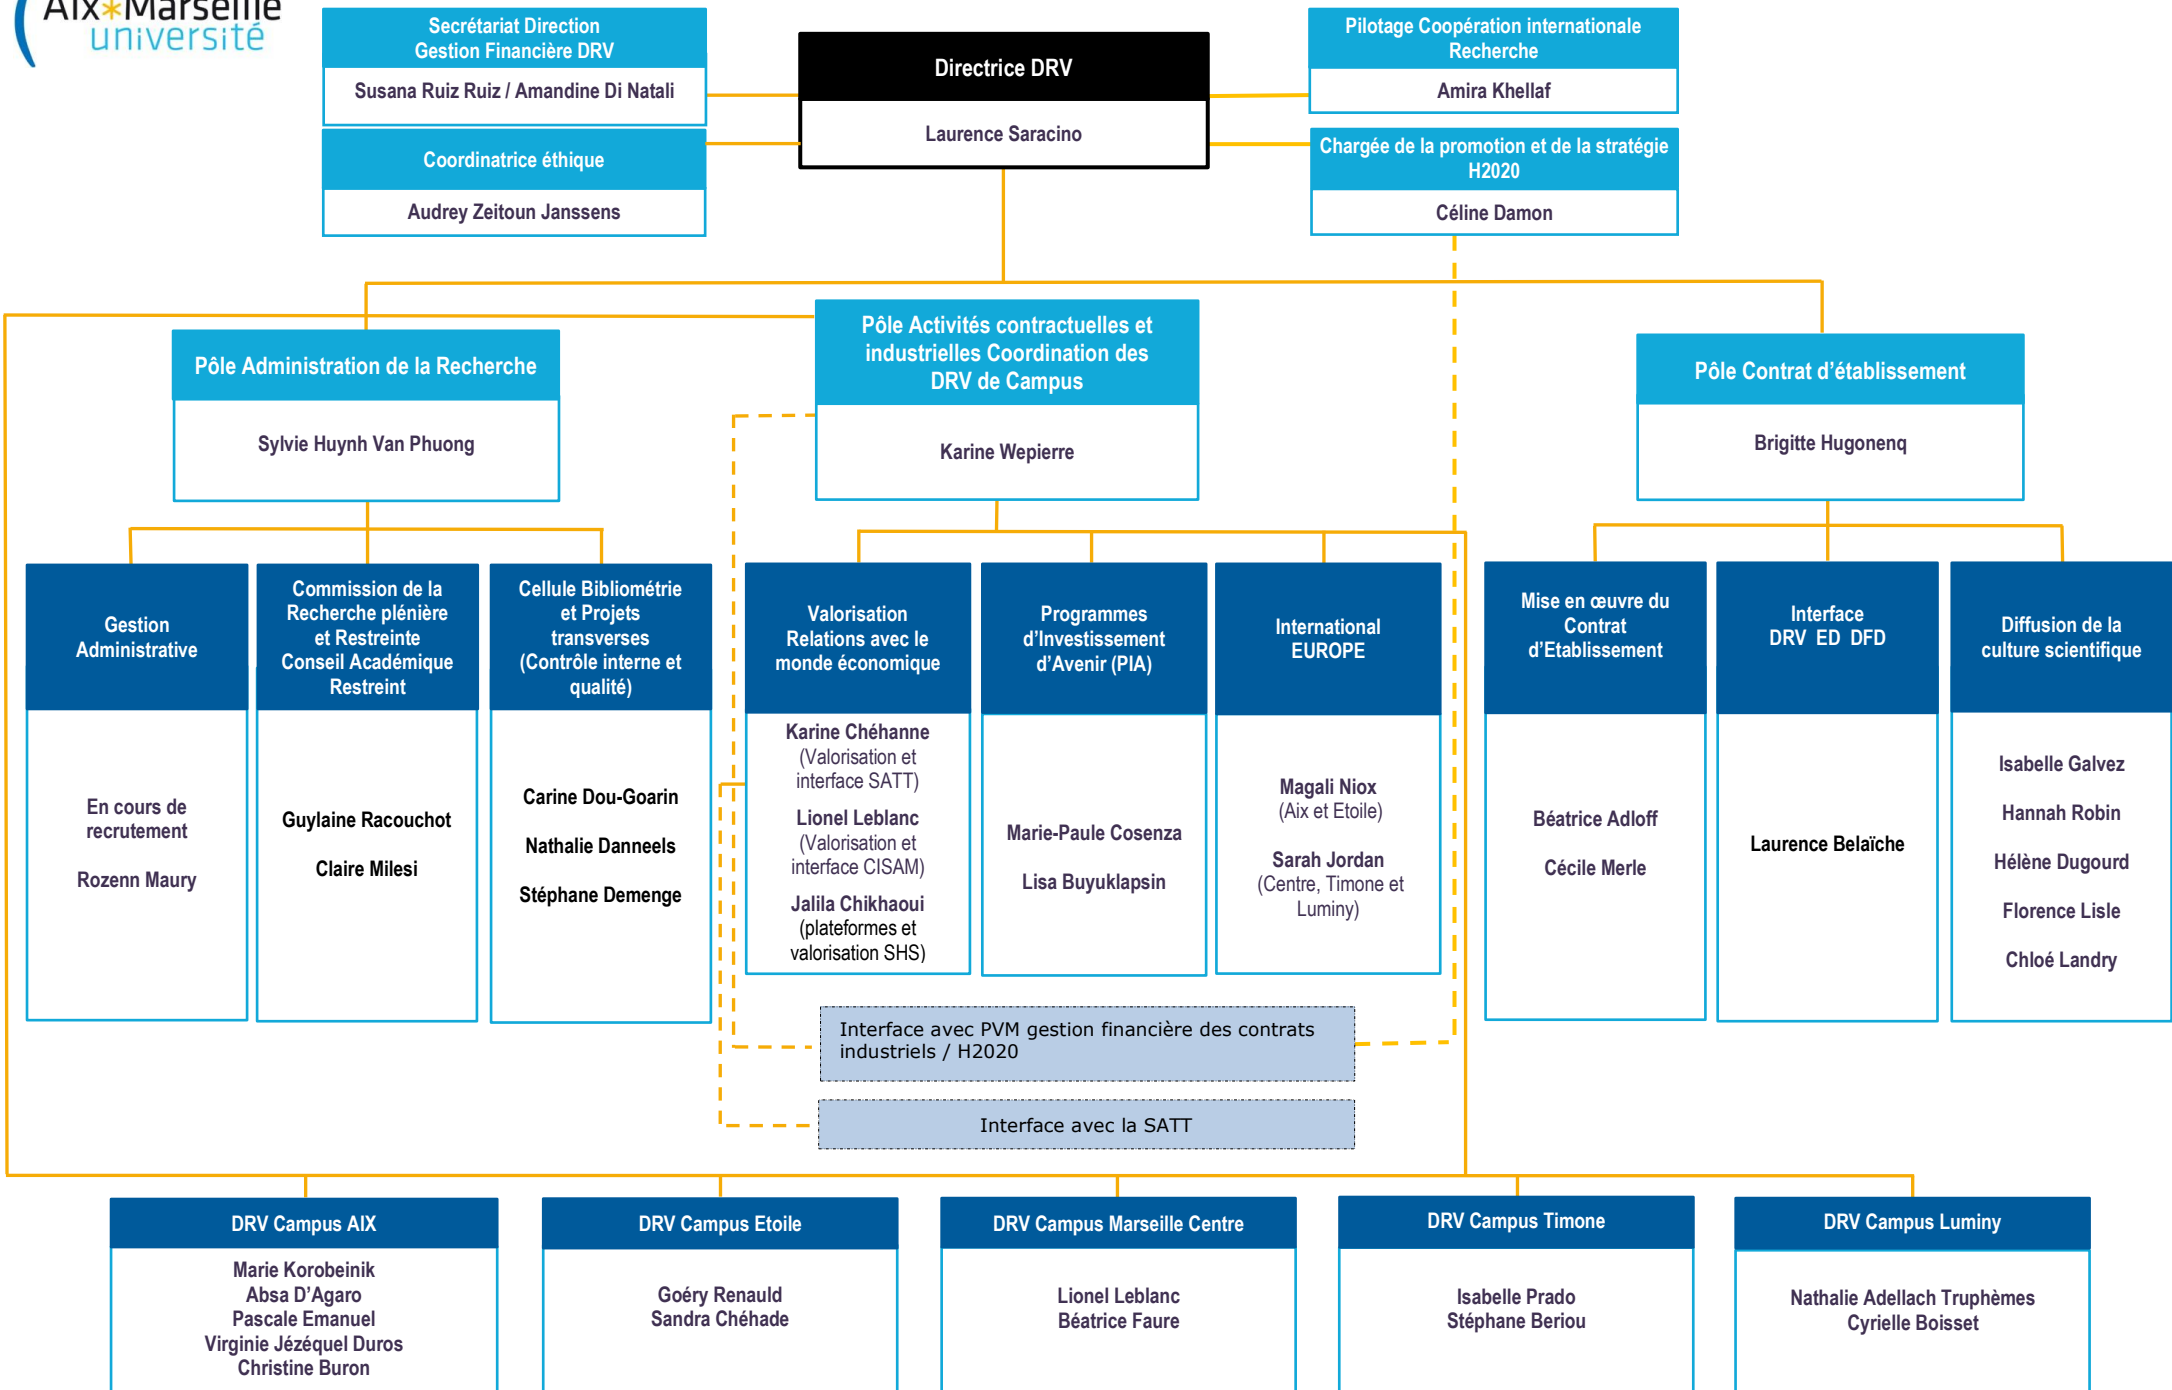 Aix*Marseille
université
Secrétariat Direction
Gestion Financière DRV
Susana Ruiz Ruiz / Amandine Di Natali
Coordinatrice éthique
Audrey Zeitoun Janssens
Directrice DRV
Laurence Saracino
Pilotage Coopération internationale
Recherche
Amira Khellaf
Chargée de la promotion et de la stratégie
H2020
Céline Damon
Pôle Administration de la Recherche
Sylvie Huynh Van Phuong
Pôle Activités contractuelles et
industrielles Coordination des
DRV de Campus
Karine Wepierre
Pôle Contrat d'établissement
Brigitte Hugonenq
Gestion
Administrative
En cours de
recrutement
Rozenn Maury
Commission de la
Recherche plénière
et Restreinte
Conseil Académique
Restreint
Guylaine Racouchot
Claire Milesi
Cellule Bibliométrie
et Projets
transverses
(Contrôle interne et
qualité)
Carine Dou-Goarin
Nathalie Danneels
Stéphane Demenge
Valorisation
Relations avec le
monde économique
Karine Chéhanne
(Valorisation et
interface SATT)
Lionel Leblanc
(Valorisation et
interface CISAM)
Jalila Chikhaoui
(plateformes et
valorisation SHS)
Programmes
d'Investissement
d'Avenir (PIA)
Marie-Paule Cosenza
Lisa Buyuklapsin
International
EUROPE
Magali Niox
(Aix et Etoile)
Sarah Jordan
(Centre, Timone et
Luminy)
Mise en œuvre du
Contrat
d'Etablissement
Béatrice Adloff
Cécile Merle
Interface
DRV ED DFD
Laurence Belaïche
Diffusion de la
culture scientifique
Isabelle Galvez
Hannah Robin
Hélène Dugourd
Florence Lisle
Chloé Landry
Interface avec PVM gestion financière des contrats
industriels / H2020
Interface avec la SATT
DRV Campus AIX
Marie Korobeinik
Absa D'Agaro
Pascale Emanuel
Virginie Jézéquel Duros
Christine Buron
DRV Campus Etoile
Goéry Renauld
Sandra Chéhade
DRV Campus Marseille Centre
Lionel Leblanc
Béatrice Faure
DRV Campus Timone
Isabelle Prado
Stéphane Beriou
DRV Campus Luminy
Nathalie Adellach Truphèmes
Cyrielle Boisset